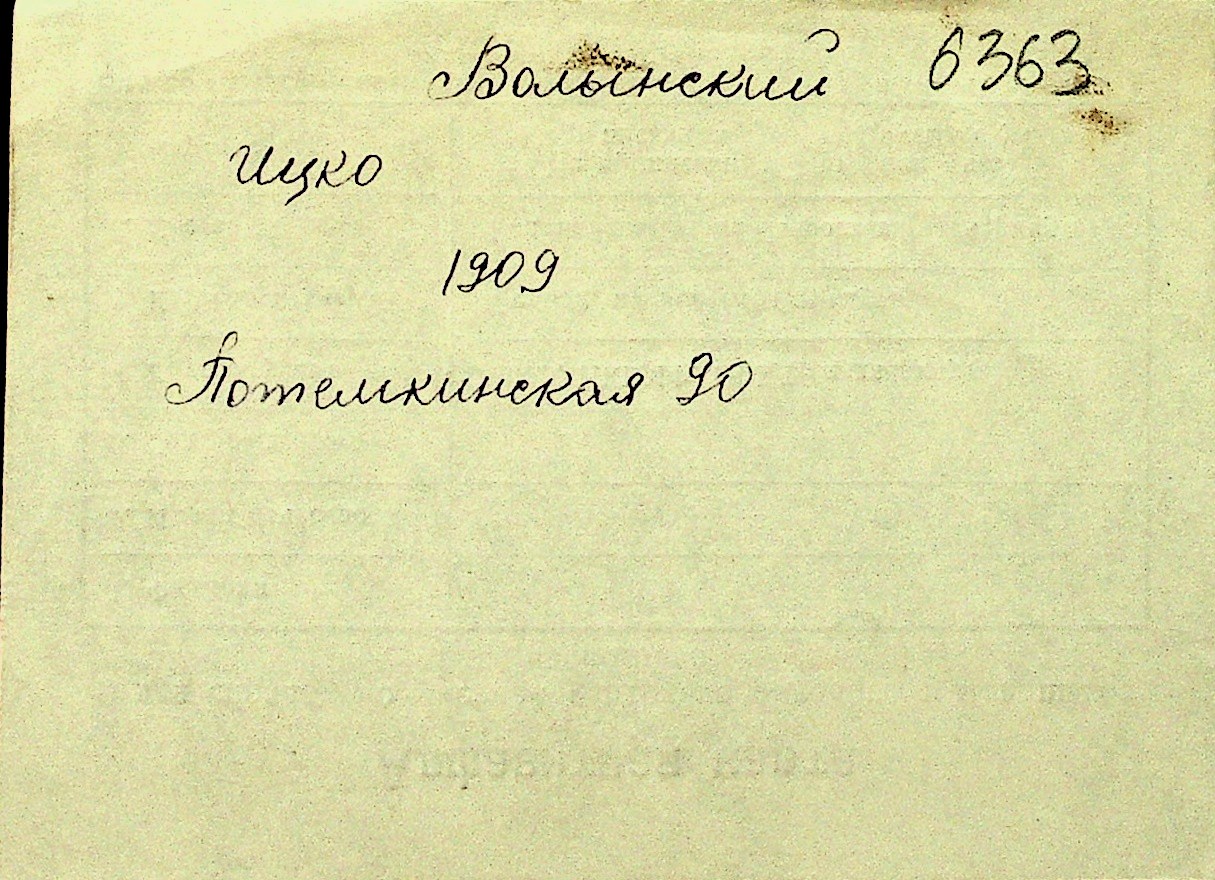 Волынский 6363
Ицко
1909
Потемкинская 90